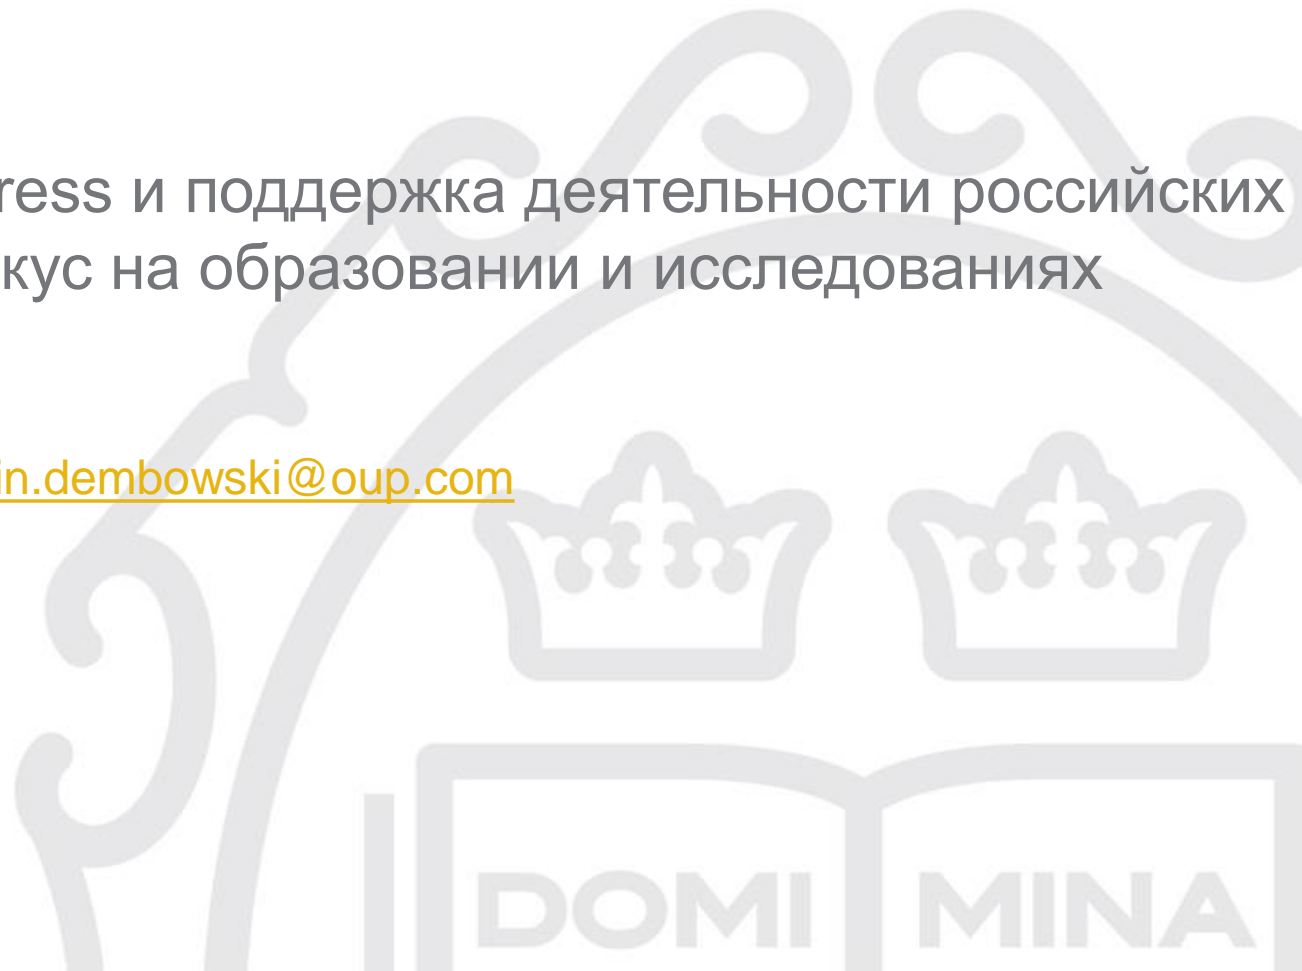 ress и поддержка деятельности российских
кус на образовании и исследованиях
in.dembowski@oup.com
DOMI MINA